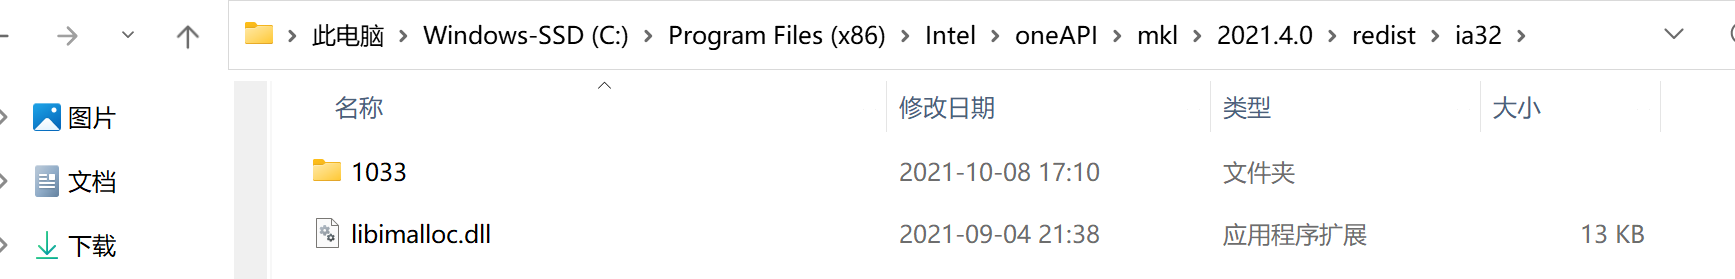 此电脑 Windows-SSD (C:) Program Files (x86) Intel oneAPI mkl 2021.4.0 redist ia32
图片
文档
下载
名称 修改日期 类型 大小
1033 2021-10-08 17:10 文件夹
libimalloc.dll 2021-09-04 21:38 应用程序扩展 13 KB